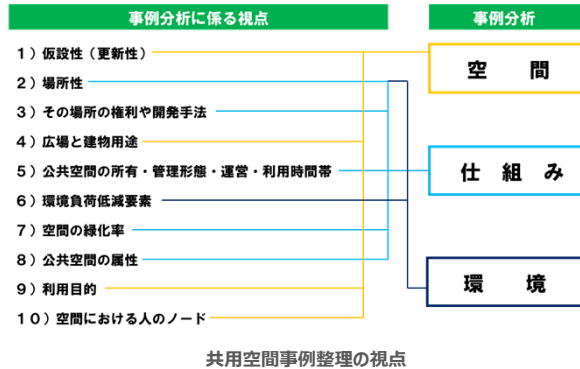 事例分析に係る視点
事例分析
1）仮設性（更新性）
2）場所性
3）その場所の権利や開発手法
4）広場と建物用途
5）公共空間の所有・管理形態・運営・利用時間帯
6）環境負荷低減要素
7）空間の緑化率
8）公共空間の属性
9）利用目的
10）空間における人のノード
空 間
仕 組 み
環 境
共用空間事例整理の視点